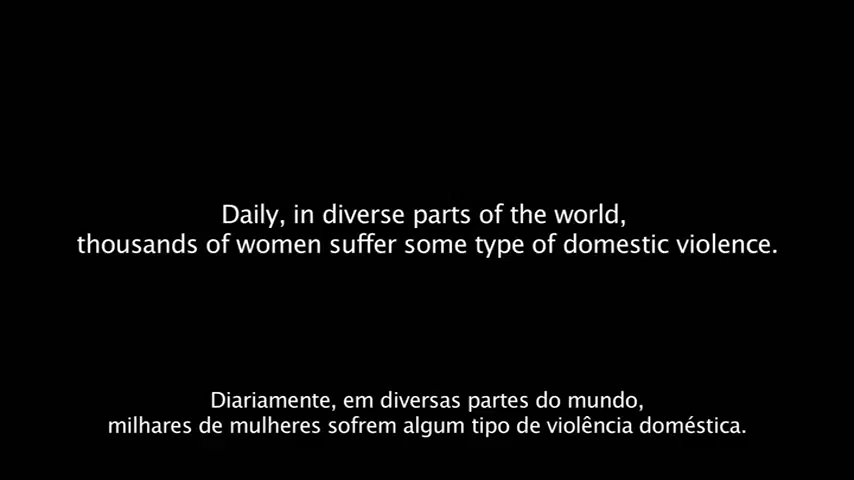 Daily, in diverse parts of the world,
thousands of women suffer some type of domestic violence.
Diariamente, em diversas partes do mundo,
milhares de mulheres sofrem algum tipo de violência doméstica.